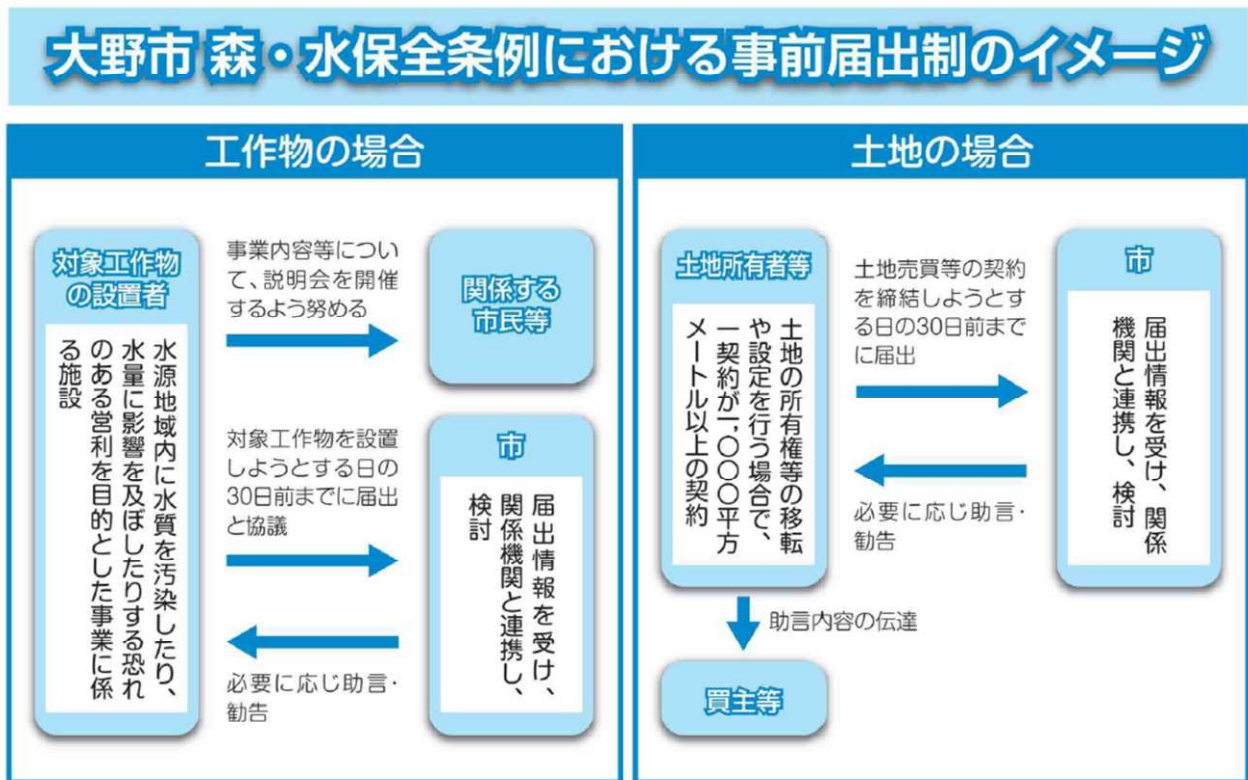 大野市 森・水保全条例における事前届出制のイメージ
工作物の場合
対象工作物
の設置者
水源地域内に水質を汚染したり、
水量に影響を及ぼしたりする恐れ
のある営利を目的とした事業に係
る施設
事業内容等につい
て、説明会を開催
するよう努める
関係する
市民等
対象工作物を設置
しようとする日の
30日前までに届出
と協議
市
届出情報を受け、
関係機関と連携し、
検討
必要に応じ助言・
勧告
土地の場合
土地所有者等
土地の所有権等の移転
や設定を行う場合で、
一契約が一,〇〇〇平方
メートル以上の契約
土地売買等の契約
を締結しようとす
る日の30日前まで
に届出
市
届出情報を受け、関係
機関と連携し、検討
必要に応じ助言・
勧告
助言内容の伝達
買主等